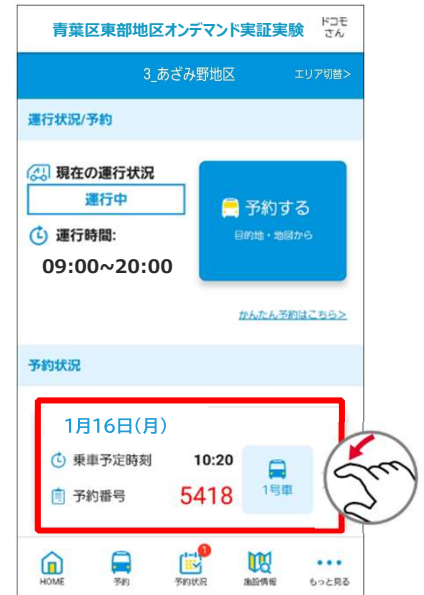 青葉区東部地区オンデマンド実証実験
ドコモ
さん
3_あざみ野地区
エリア切替>
運行状況/予約
現在の運行状況
運行中
運行時間:
09:00~20:00
予約する
目的地・地図から
かんたん予約はこちら>
予約状況
1月16日(月)
乗車予定時刻 10:20
予約番号 5418
1号車
1
HOME 予約 予約状況 施設情報 もっと見る